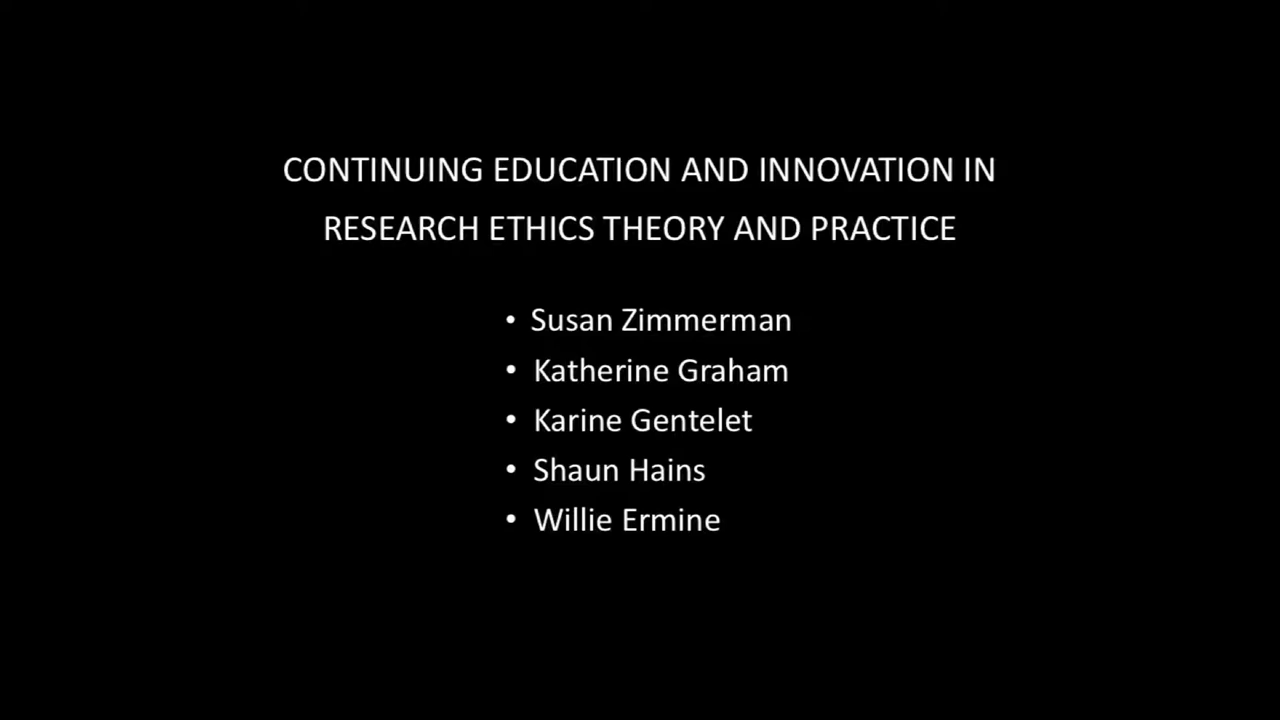 CONTINUING EDUCATION AND INNOVATION IN
RESEARCH ETHICS THEORY AND PRACTICE
• Susan Zimmerman
• Katherine Graham
• Karine Gentelet
• Shaun Hains
• Willie Ermine